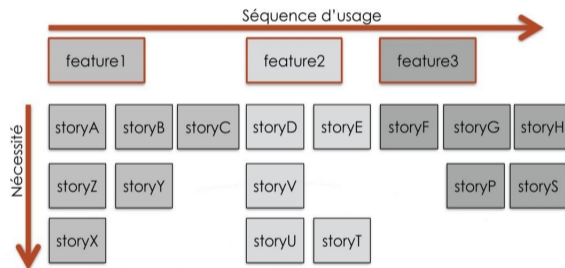 Séquence d'usage
feature1
feature2
feature3
Nécessité
storyA
storyB
storyC
storyD
storyE
storyF
storyG
storyH
storyZ
storyY
storyV
storyP
storyS
storyX
storyU
storyT